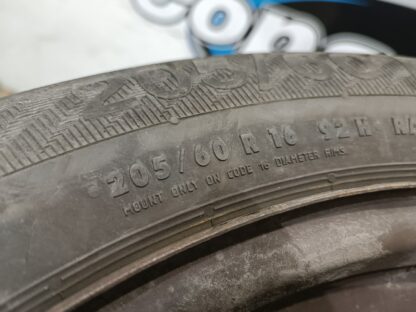 205/60 R 16 92H
MOUNT ONLY ON CODE 16 DIAMETER RIMS